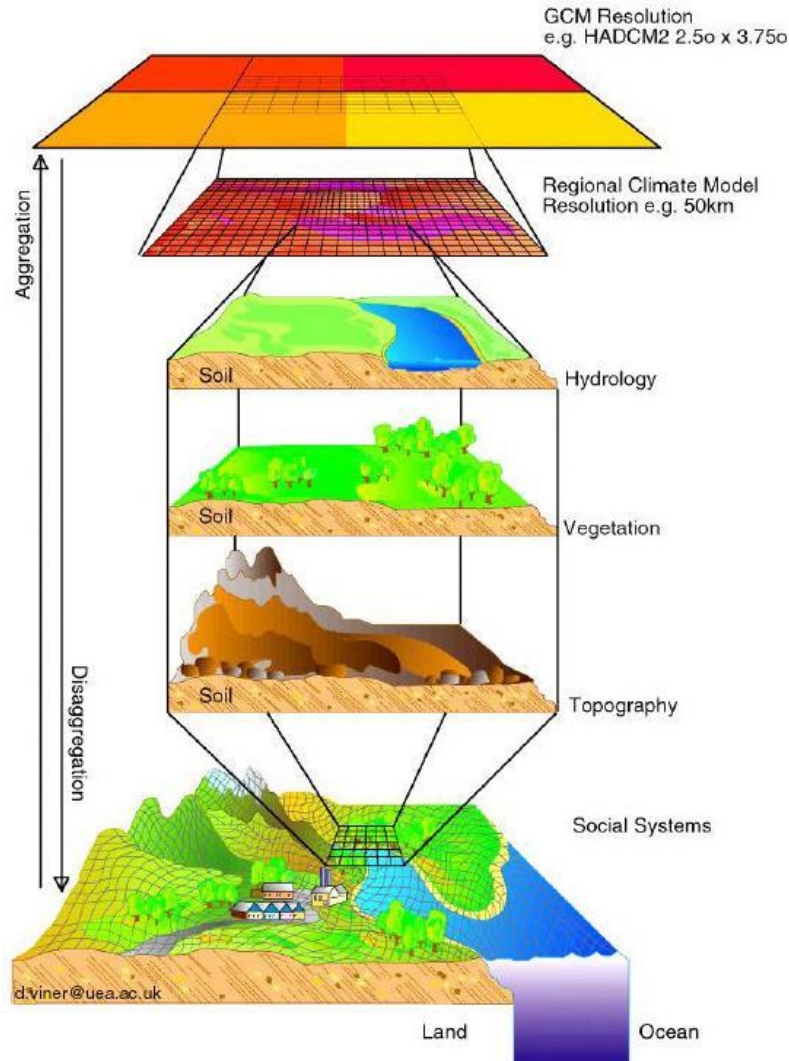 GCM Resolution
e.g. HADCM2 2.5o x 3.75o
Aggregation
Regional Climate Model
Resolution e.g. 50km
Soil
Hydrology
Soil
Vegetation
Soil
Topography
Disaggregation
Social Systems
d.viner@uea.ac.uk
Land
Ocean